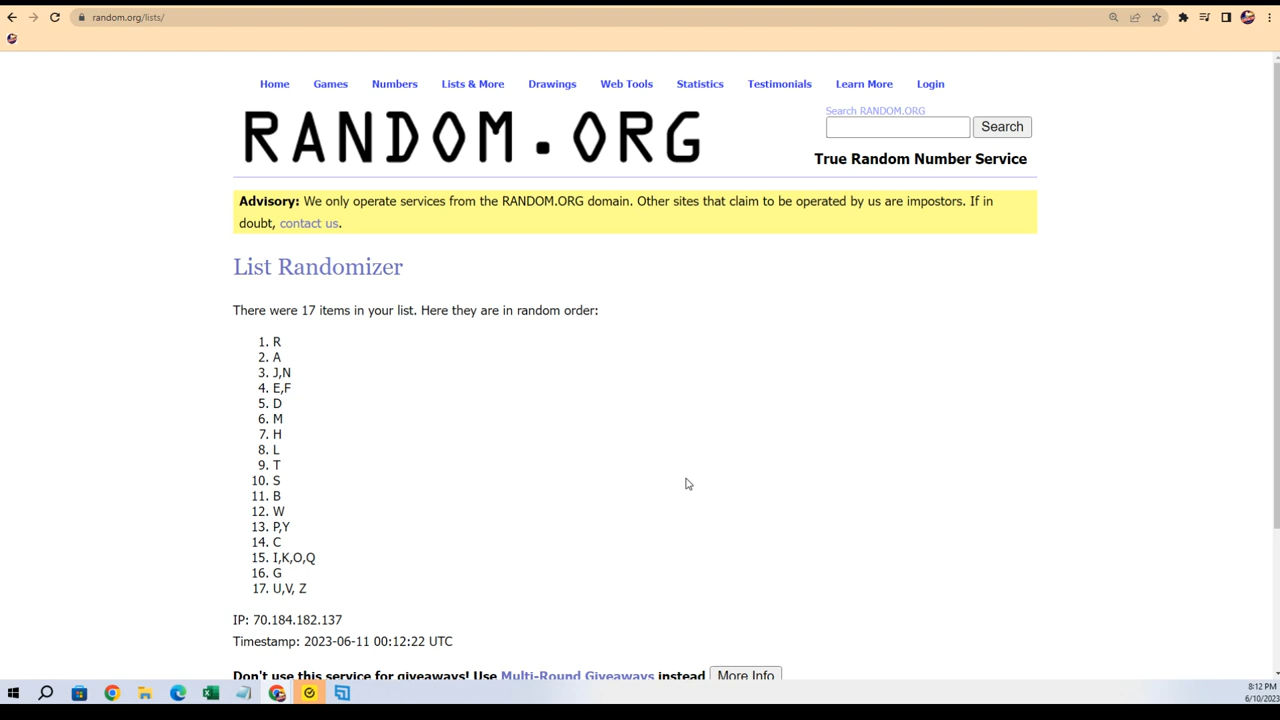 random.org/lists/
Home Games Numbers Lists & More Drawings Web Tools Statistics Testimonials Learn More Login
RANDOM.ORG
Search RANDOM.ORG
Search
True Random Number Service
Advisory: We only operate services from the RANDOM.ORG domain. Other sites that claim to be operated by us are impostors. If in
doubt, contact us.
List Randomizer
There were 17 items in your list. Here they are in random order:
1. R
2. A
3. J,N
4. E,F
5. D
6. M
7. H
8. L
9. T
10. S
11. B
12. W
13. P,Y
14. C
15. I,K,O,Q
16. G
17. U,V, Z
IP: 70.184.182.137
Timestamp: 2023-06-11 00:12:22 UTC
Don't use this service for giveaways! Use Multi-Round Giveaways instead More Info
8:12 PM
6/10/2023